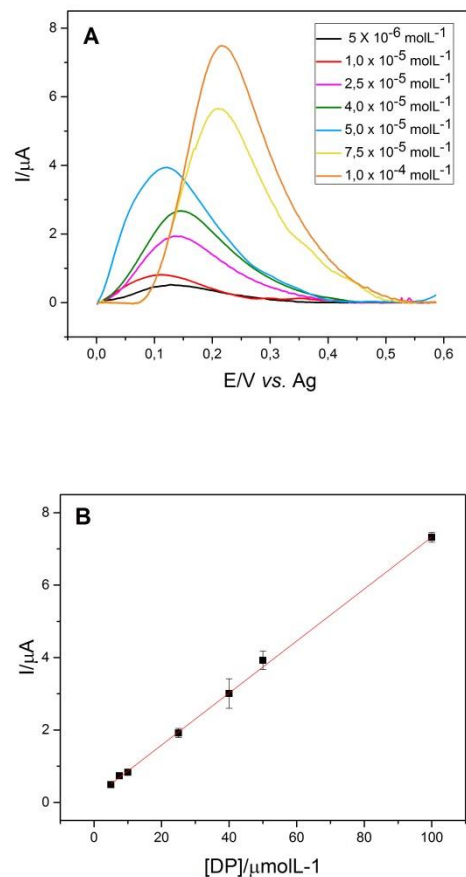 A
5 X 10⁻⁶ molL⁻¹
1,0 x 10⁻⁵ molL⁻¹
2,5 x 10⁻⁵ molL⁻¹
4,0 x 10⁻⁵ molL⁻¹
5,0 x 10⁻⁵ molL⁻¹
7,5 x 10⁻⁵ molL⁻¹
1,0 x 10⁻⁴ molL⁻¹
8
6
4
2
0
I/µA
0,0 0,1 0,2 0,3 0,4 0,5 0,6
E/V vs. Ag
B
8
6
4
2
0
I/µA
0 20 40 60 80 100
[DP]/µmolL-1